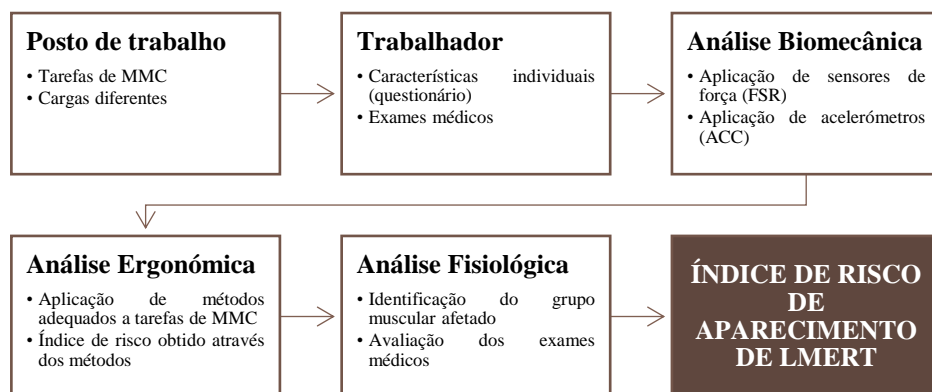 Posto de trabalho
• Tarefas de MMC
• Cargas diferentes
Trabalhador
• Características individuais
(questionário)
• Exames médicos
Análise Biomecânica
• Aplicação de sensores de
força (FSR)
• Aplicação de acelerómetros
(ACC)
Análise Ergonómica
• Aplicação de métodos
adequados a tarefas de MMC
• Índice de risco obtido através
dos métodos
Análise Fisiológica
• Identificação do grupo
muscular afetado
• Avaliação dos exames
médicos
ÍNDICE DE RISCO
DE
APARECIMENTO
DE LMERT